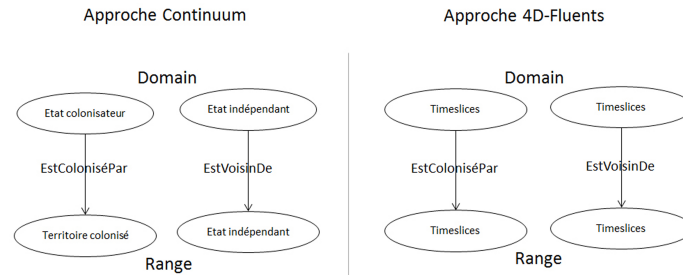 Approche Continuum
Domain
Etat colonisateur
Etat indépendant
EstColoniséPar
EstVoisinDe
Territoire colonisé
Etat indépendant
Range
Approche 4D-Fluents
Domain
Timeslices
Timeslices
EstColoniséPar
EstVoisinDe
Timeslices
Timeslices
Range